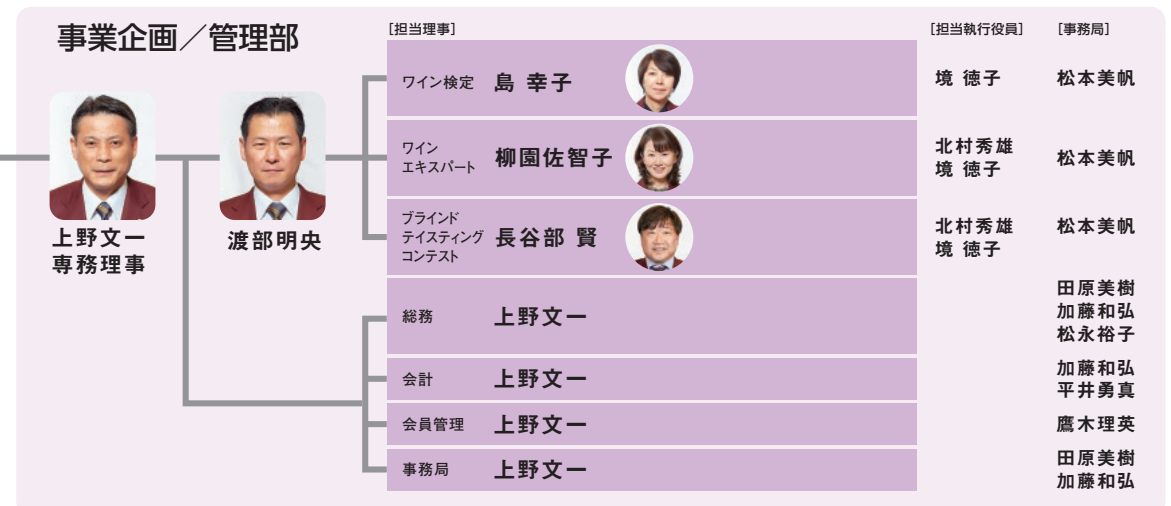 事業企画／管理部
[担当理事]
[担当執行役員]
[事務局]
上野文一
専務理事
渡部明央
ワイン検定
島 幸子
境 徳子
松本美帆
ワイン
エキスパート
柳園佐智子
北村秀雄
境 徳子
松本美帆
ブラインド
テイスティング
コンテスト
長谷部 賢
北村秀雄
境 徳子
松本美帆
総務
上野文一
田原美樹
加藤和弘
松永裕子
会計
上野文一
加藤和弘
平井勇真
会員管理
上野文一
鷹木理英
事務局
上野文一
田原美樹
加藤和弘